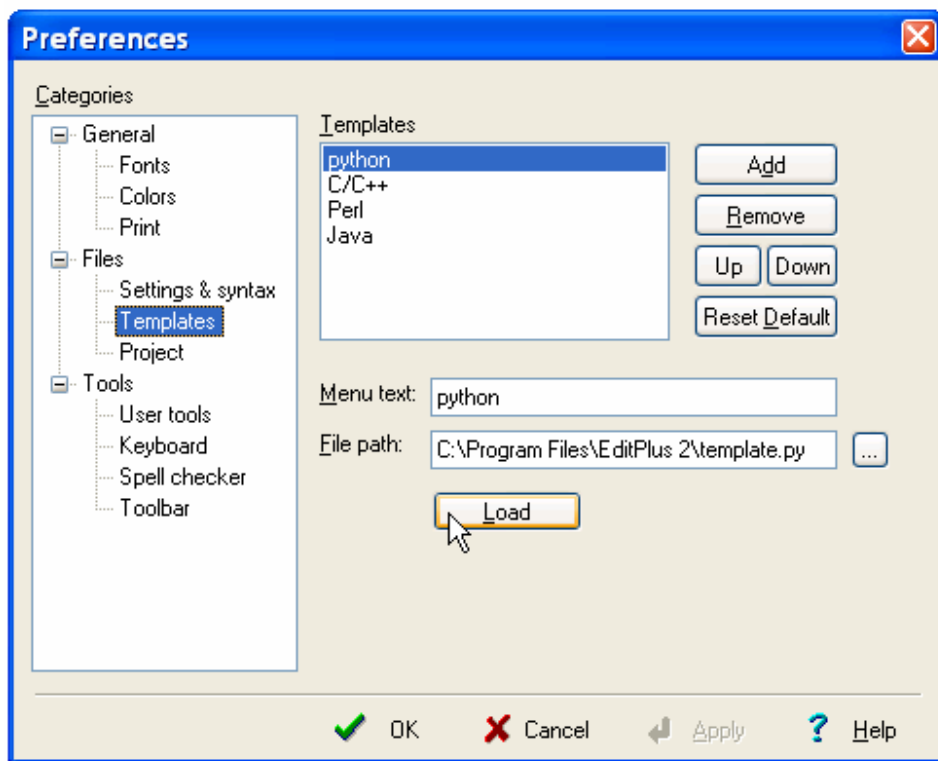 Preferences
Categories
General
Fonts
Colors
Print
Files
Settings & syntax
Templates
Project
Tools
User tools
Keyboard
Spell checker
Toolbar
Templates
python
C/C++
Perl
Java
Add
Remove
Up Down
Reset Default
Menu text: python
File path: C:\Program Files\EditPlus 2\template.py ...
Load
OK Cancel Apply ? Help